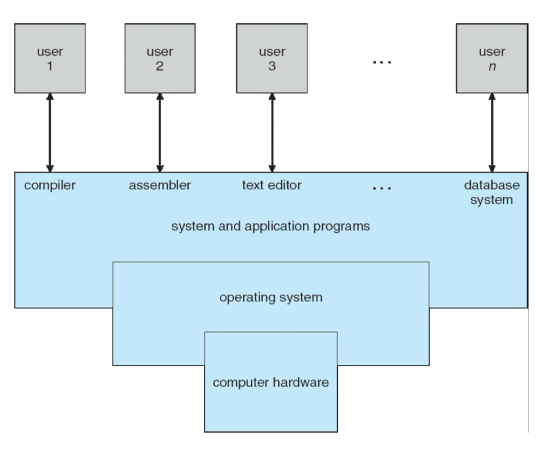 user
1
user
2
user
3
...
user
n
compiler
assembler
text editor
...
database
system
system and application programs
operating system
computer hardware